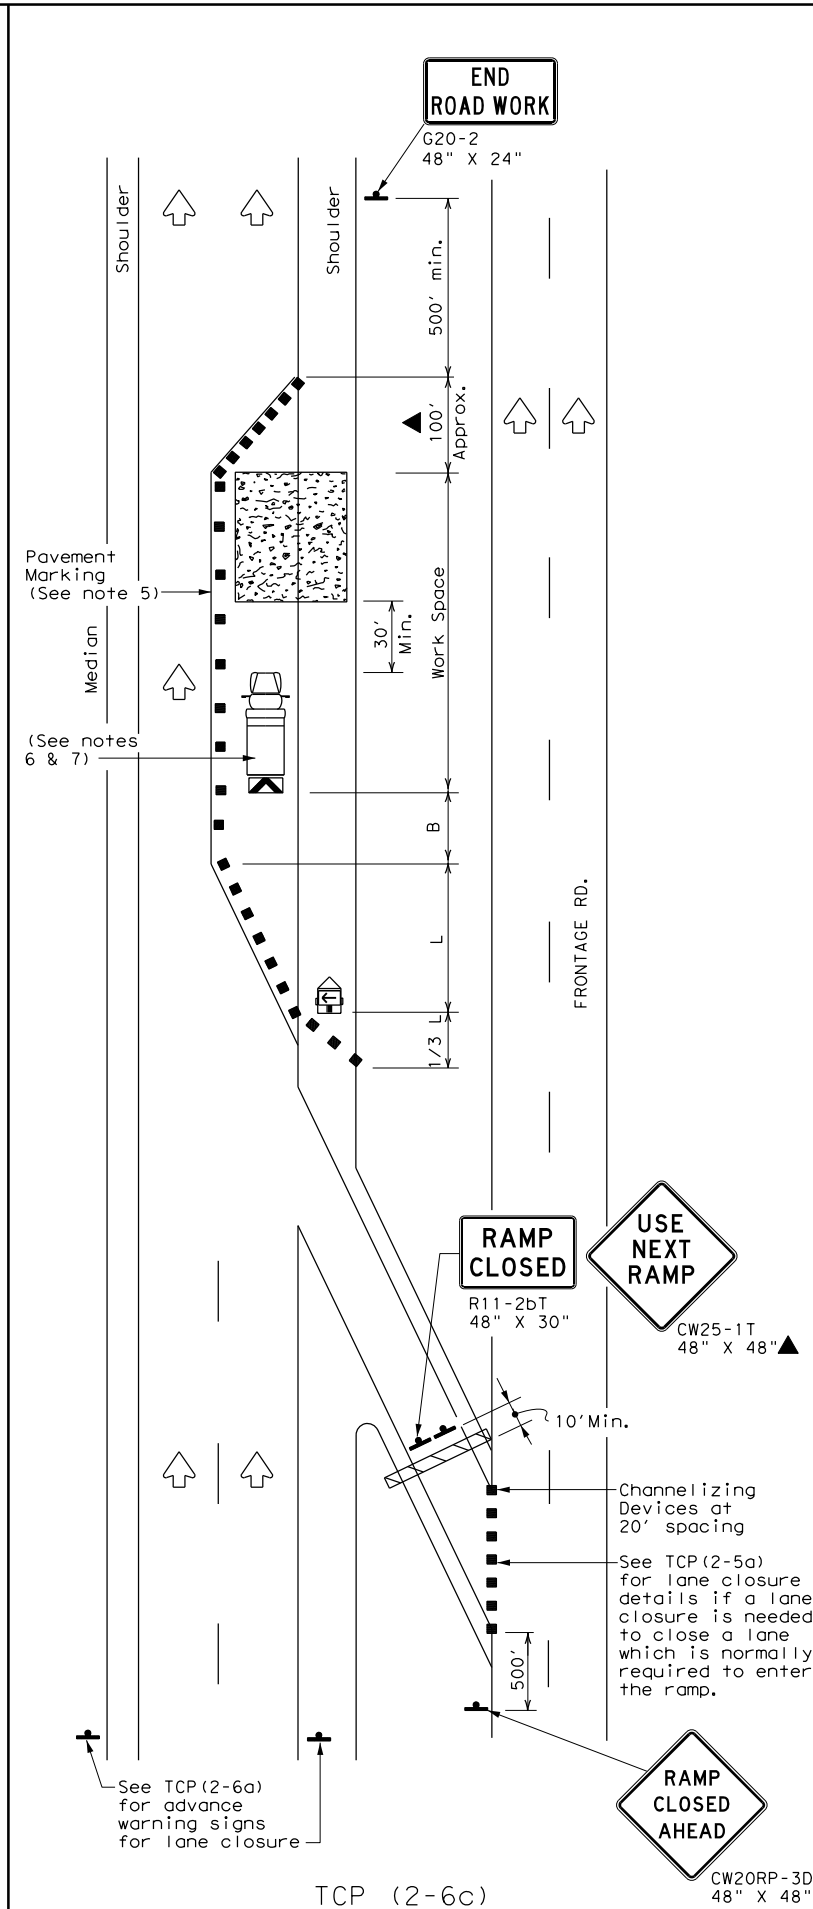 END
ROAD WORK
G20-2
48" X 24"
Shoulder
Shoulder
500' min.
100'
Approx.
Pavement
Marking
(See note 5)
Median
30'
Min.
Work Space
(See notes
6 & 7)
B
L
1/3 L
FRONTAGE RD.
RAMP
CLOSED
R11-2bT
48" X 30"
USE
NEXT
RAMP
CW25-1T
48" X 48"
10'Min.
Channelizing
Devices at
20' spacing
See TCP(2-5a)
for lane closure
details if a lane
closure is needed
to close a lane
which is normally
required to enter
the ramp.
500'
See TCP(2-6a)
for advance
warning signs
for lane closure
RAMP
CLOSED
AHEAD
CW20RP-3D
48" X 48"
TCP (2-6c)